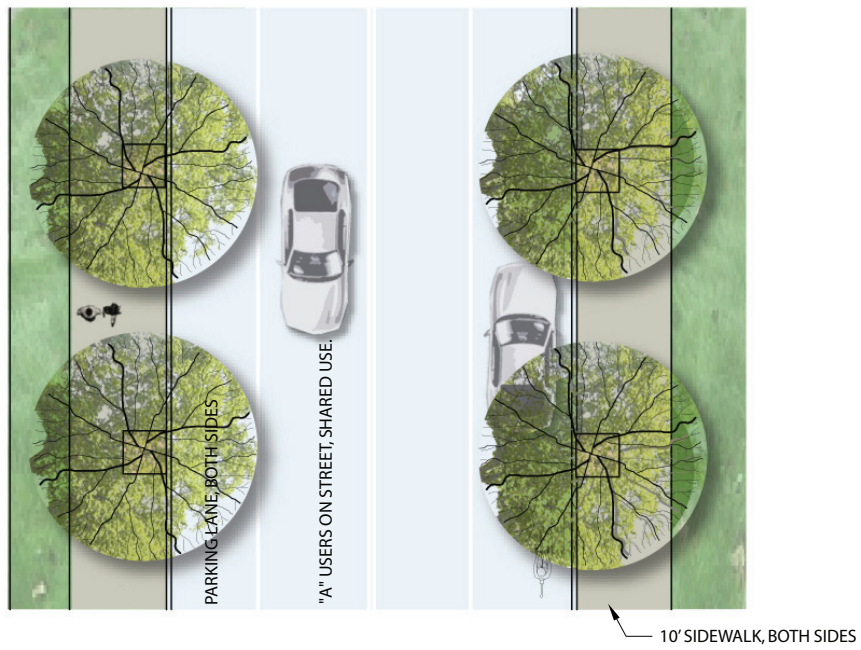 PARKING LANE, BOTH SIDES
"A" USERS ON STREET, SHARED USE.
10' SIDEWALK, BOTH SIDES